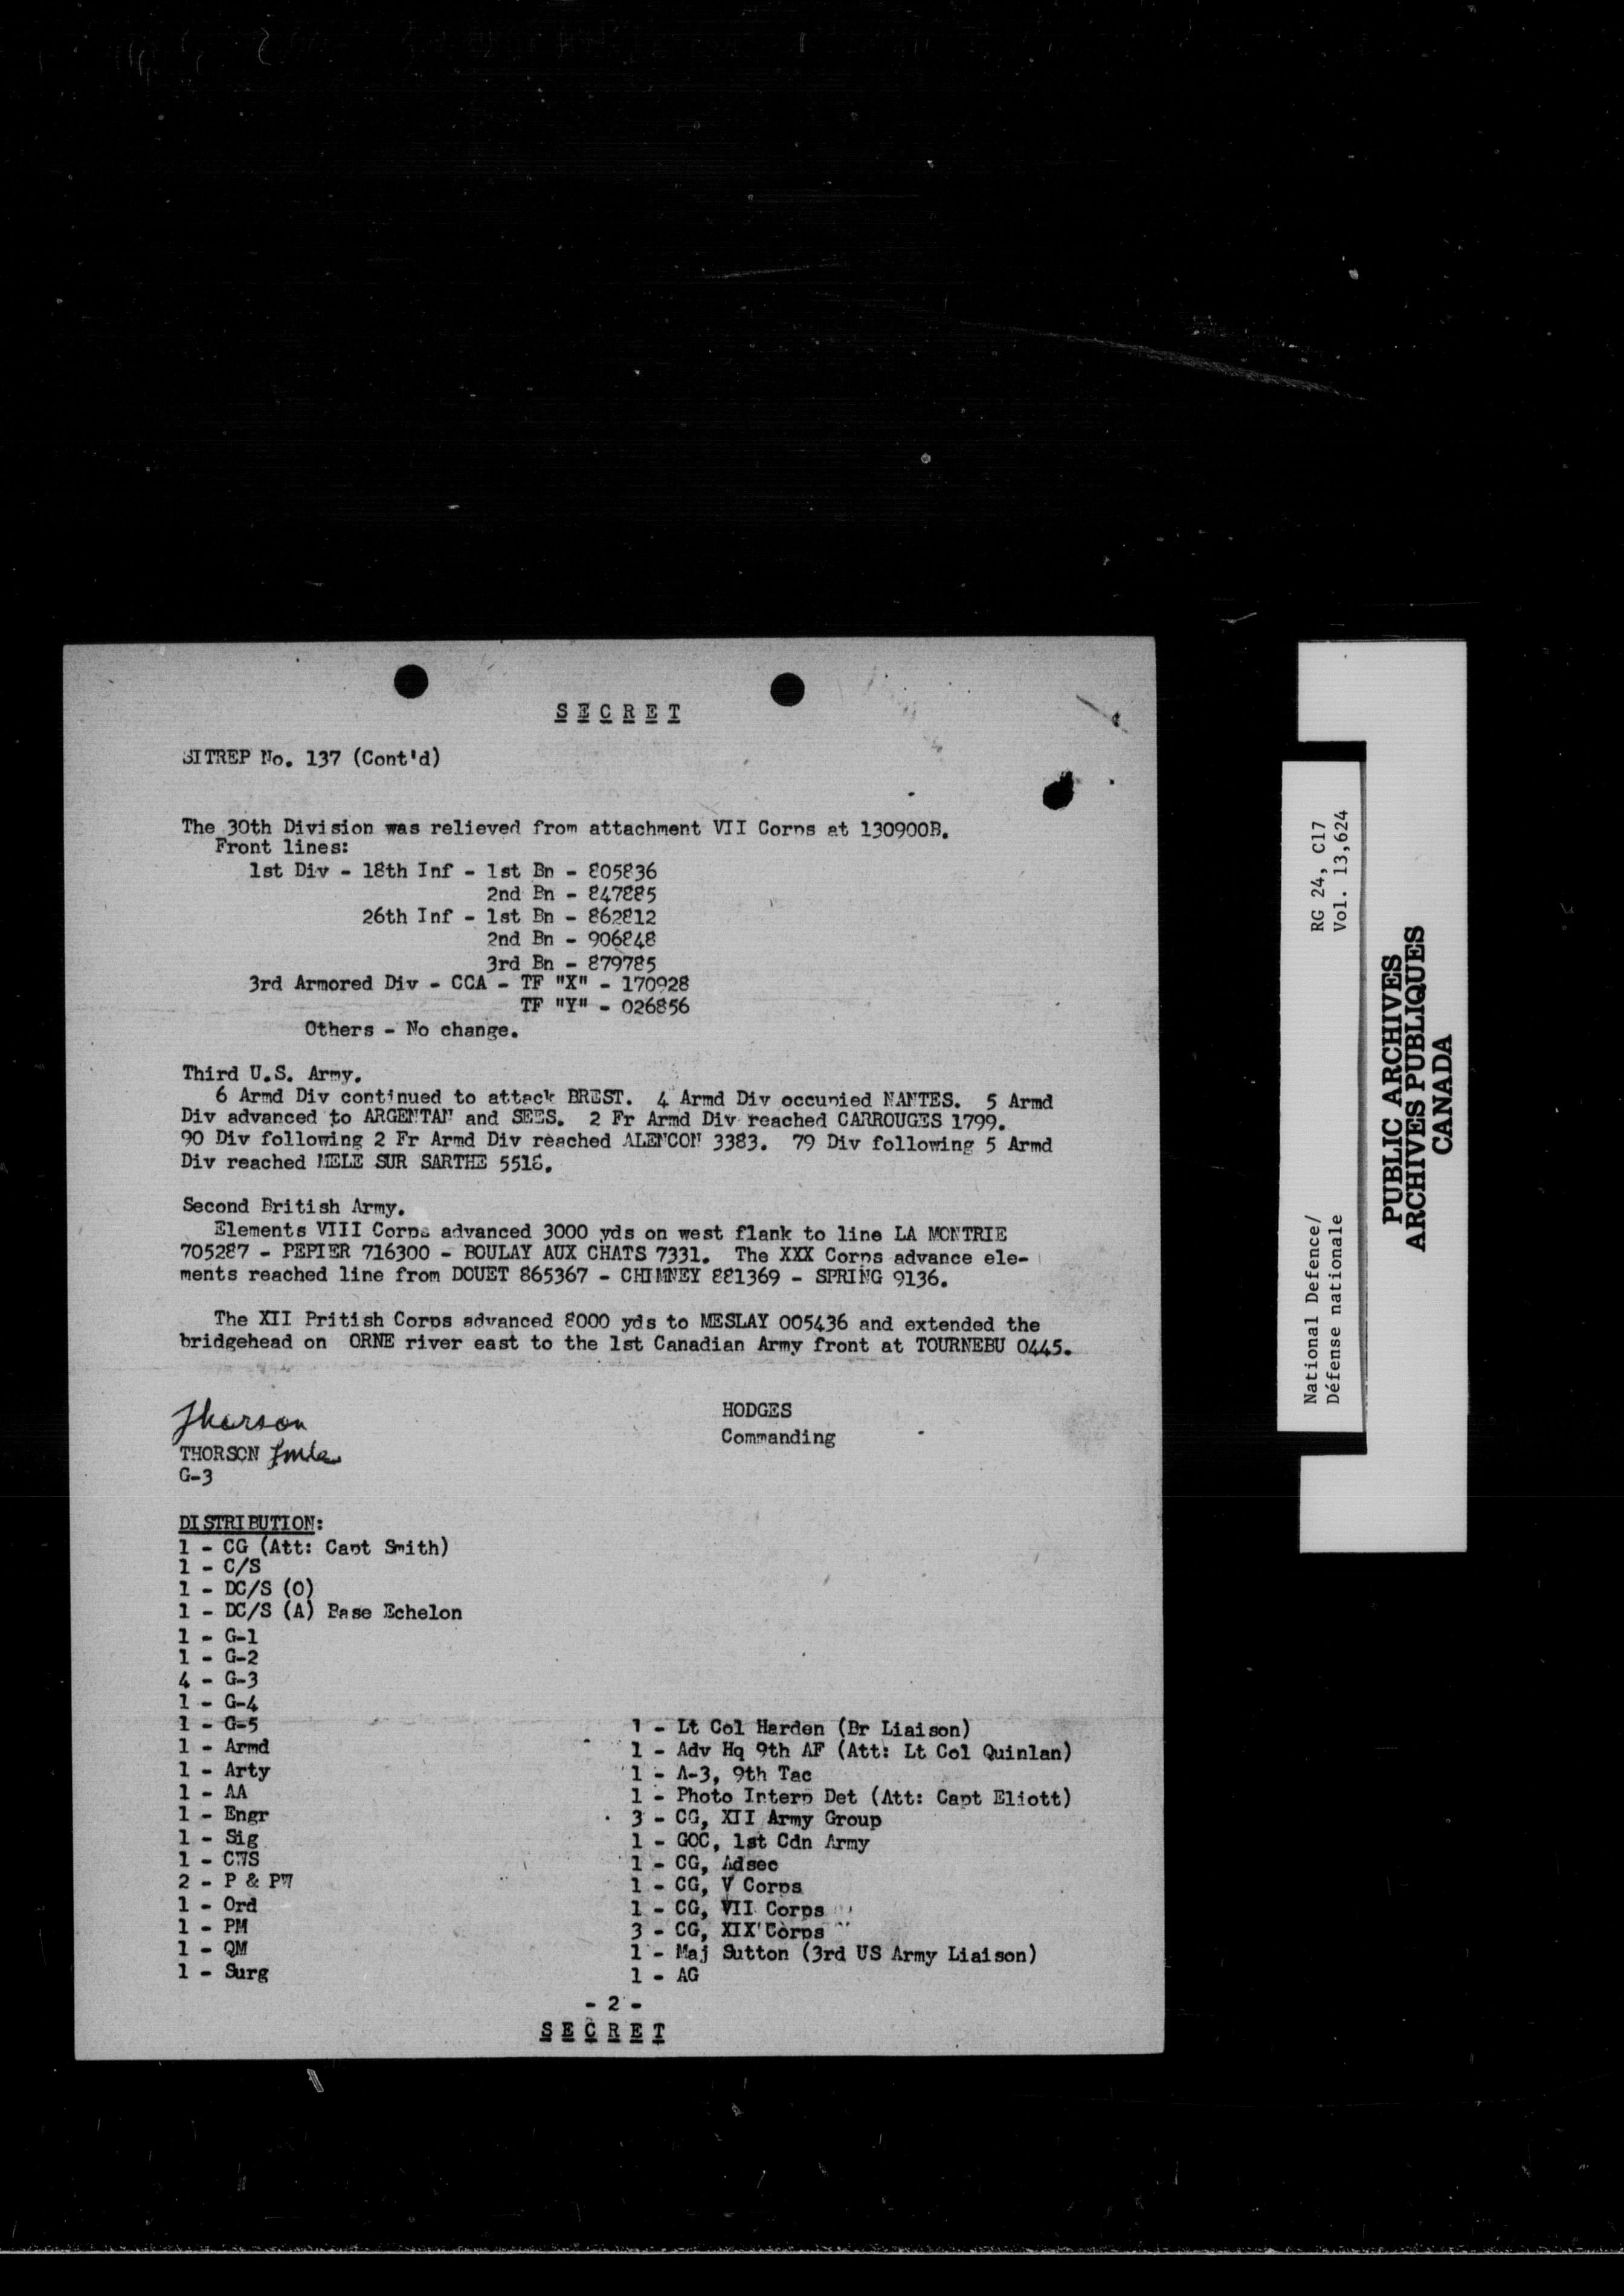 S E C R E T
SITREP No. 137 (Cont'd)
The 30th Division was relieved from attachment VII Corps at 130900B.
Front lines:
1st Div - 18th Inf - 1st Bn - 805836
2nd Bn - 847885
26th Inf - 1st Bn - 862812
2nd Bn - 906848
3rd Bn - 879785
3rd Armored Div - CCA - TF "X" - 170928
TF "Y" - 026856
Others - No change.
Third U.S. Army.
6 Armd Div continued to attack BREST. 4 Armd Div occupied NANTES. 5 Armd
Div advanced to ARGENTAN and SEES. 2 Fr Armd Div reached CARROUGES 1799.
90 Div following 2 Fr Armd Div reached ALENCON 3383. 79 Div following 5 Armd
Div reached MELE SUR SARTHE 5518.
Second British Army.
Elements VIII Corps advanced 3000 yds on west flank to line LA MONTRIE
705287 - PEPIER 716300 - BOULAY AUX CHATS 7331. The XXX Corps advance ele-
ments reached line from DOUET 865367 - CHIMNEY 881369 - SPRING 9136.
The XII British Corps advanced 8000 yds to MESLAY 005436 and extended the
bridgehead on ORNE river east to the 1st Canadian Army front at TOURNEBU 0445.
Thorson
HODGES
Commanding
THORSON
G-3
DISTRIBUTION:
1 - CG (Att: Capt Smith)
1 - C/S
1 - DC/S (O)
1 - DC/S (A) Base Echelon
1 - G-1
1 - G-2
4 - G-3
1 - G-4
1 - G-5
1 - Armd
1 - Arty
1 - AA
1 - Engr
1 - Sig
1 - CWS
2 - P & PW
1 - Ord
1 - PM
1 - QM
1 - Surg
1 - Lt Col Harden (Br Liaison)
1 - Adv Hq 9th AF (Att: Lt Col Quinlan)
1 - A-3, 9th Tac
1 - Photo Interp Det (Att: Capt Eliott)
3 - CG, XII Army Group
1 - GOC, 1st Cdn Army
1 - CG, Adsec
1 - CG, V Corps
1 - CG, VII Corps
3 - CG, XIX Corps
1 - Maj Sutton (3rd US Army Liaison)
1 - AG
- 2 -
S E C R E T
National Defence/
Défense nationale
RG 24, C17
Vol. 13,624
PUBLIC ARCHIVES
ARCHIVES PUBLIQUES
CANADA